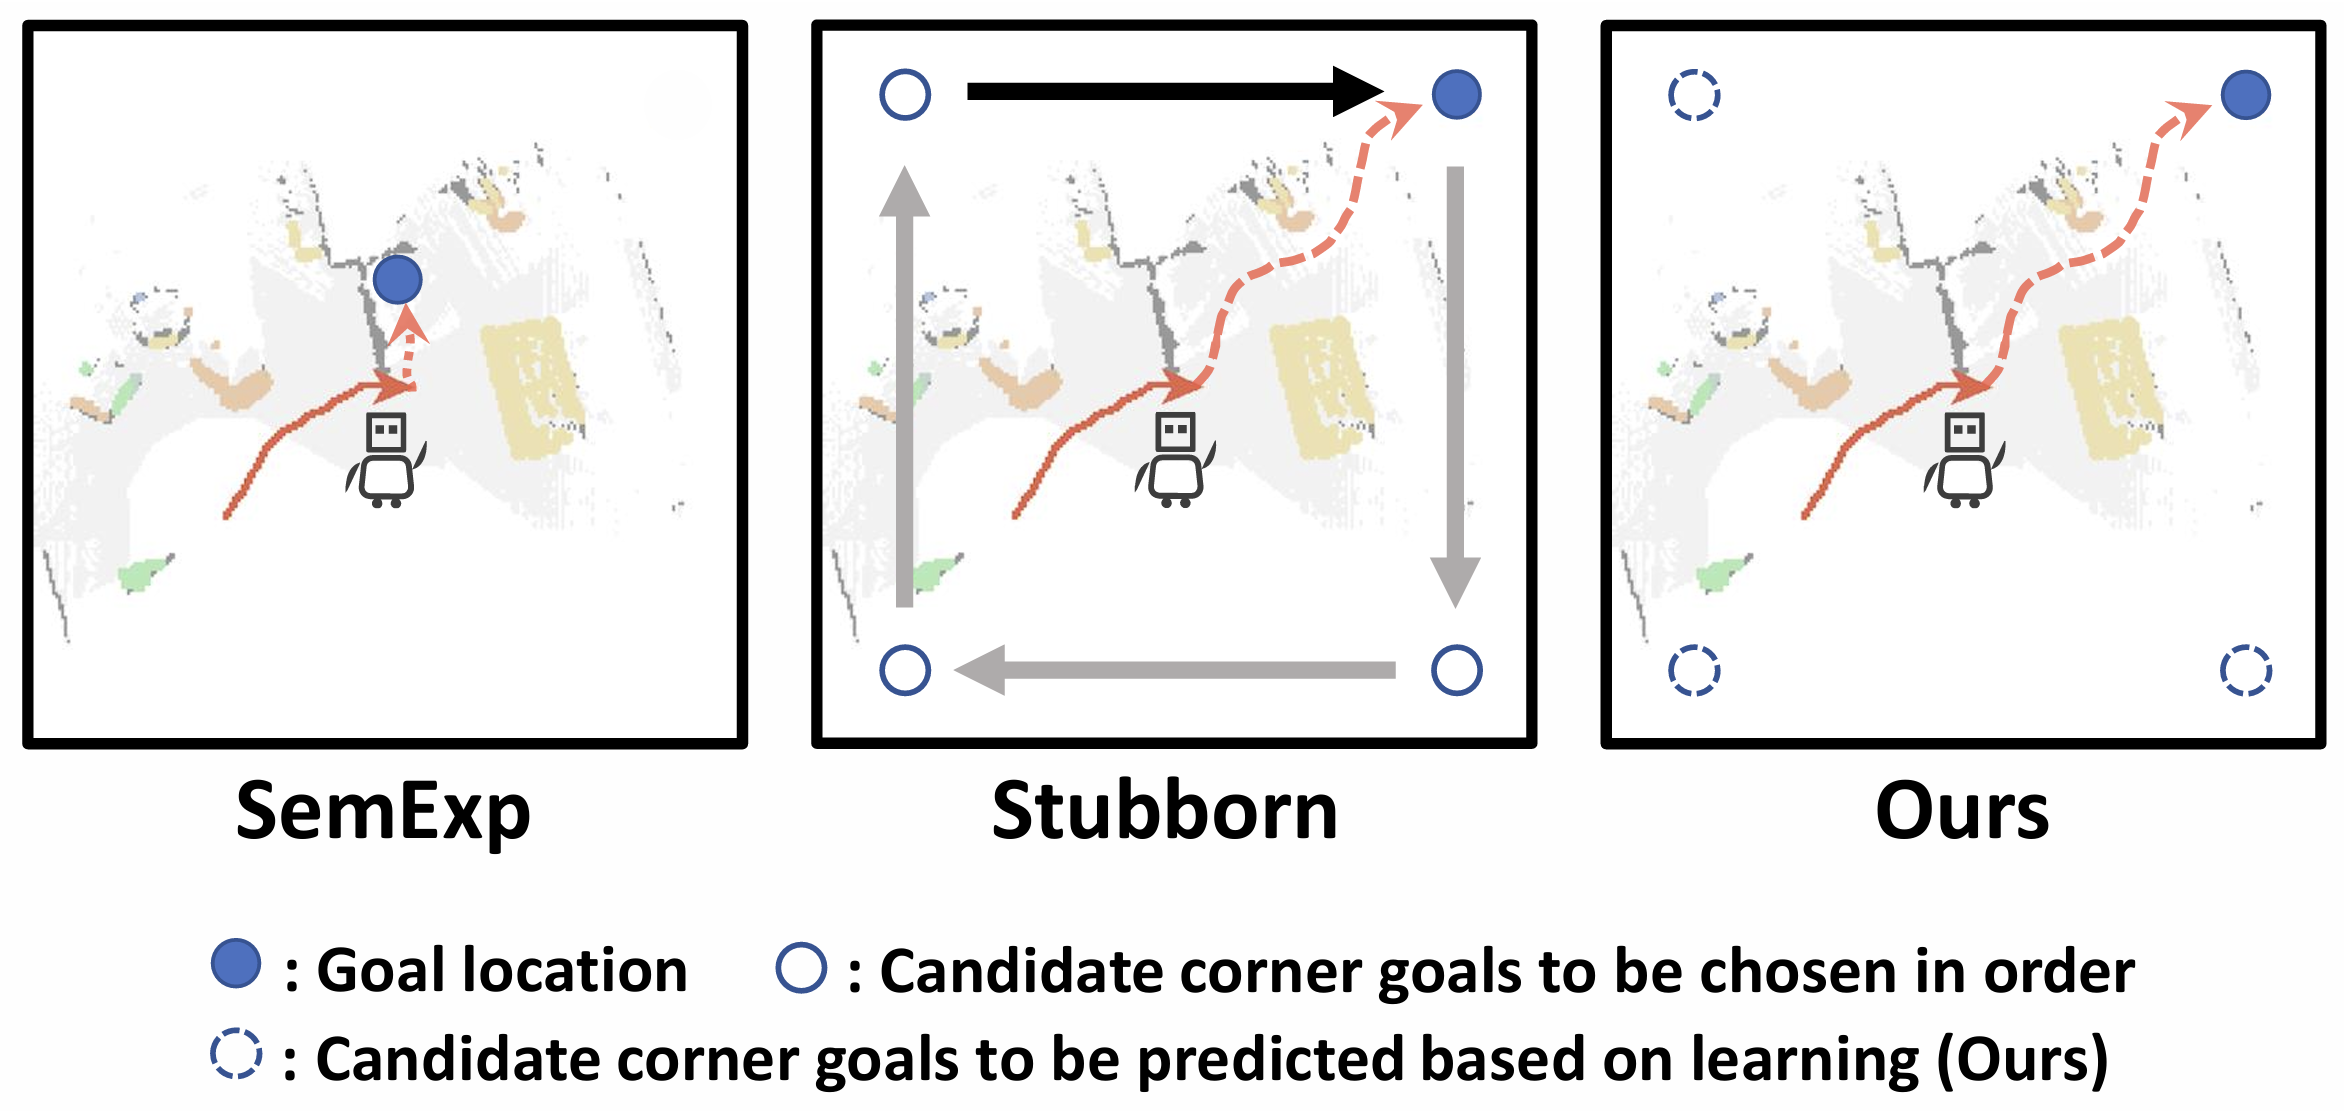 SemExp
Stubborn
Ours
: Goal location
: Candidate corner goals to be chosen in order
: Candidate corner goals to be predicted based on learning (Ours)